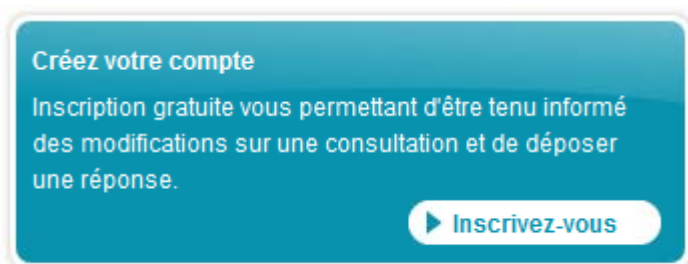 Créez votre compte
Inscription gratuite vous permettant d'être tenu informé
des modifications sur une consultation et de déposer
une réponse.
Inscrivez-vous